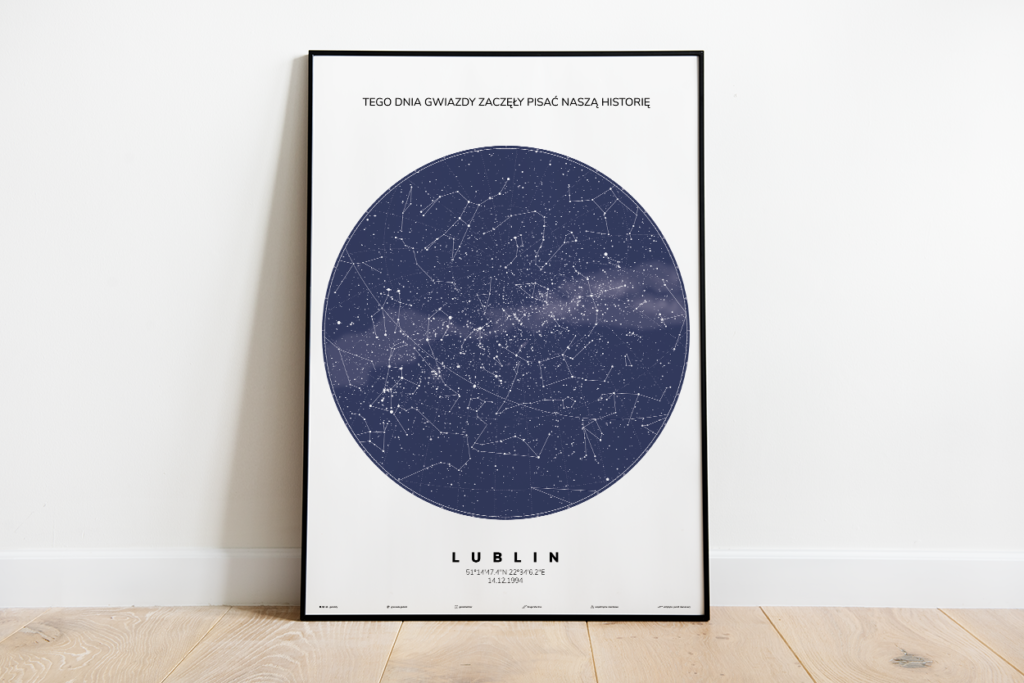 TEGO DNIA GWIAZDY ZACZĘŁY PISAĆ NASZĄ HISTORIĘ
LUBLIN
51°14'47.4"N 22°34'6.2"E
14.12.1994